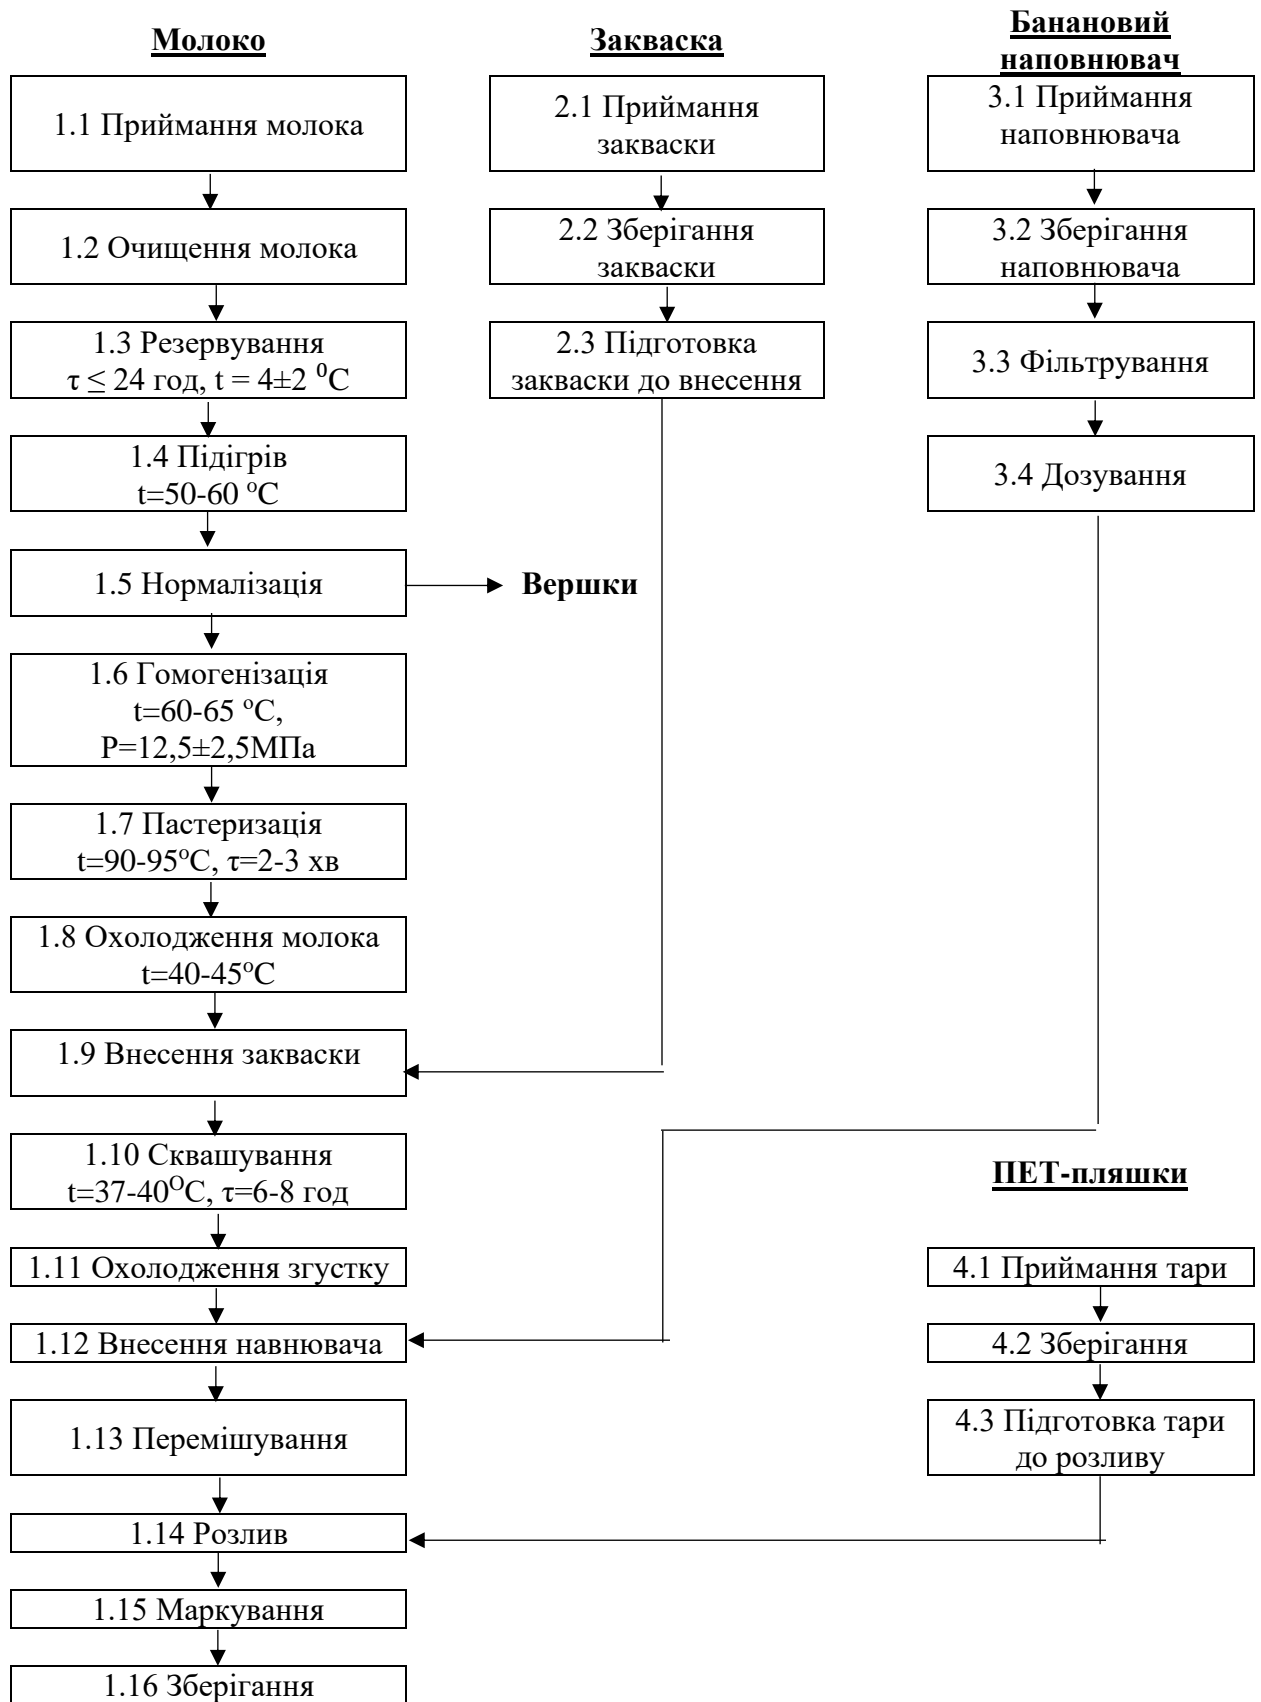 Молоко
1.1 Приймання молока
1.2 Очищення молока
1.3 Резервування
τ ≤ 24 год, t = 4±2 ⁰С
1.4 Підігрів
t=50-60 ºС
1.5 Нормалізація
Вершки
1.6 Гомогенізація
t=60-65 ºС,
Р=12,5±2,5МПа
1.7 Пастеризація
t=90-95ºС, τ=2-3 хв
1.8 Охолодження молока
t=40-45ºС
1.9 Внесення закваски
1.10 Сквашування
t=37-40ᴼС, τ=6-8 год
1.11 Охолодження згустку
1.12 Внесення навнювача
1.13 Перемішування
1.14 Розлив
1.15 Маркування
1.16 Зберігання
Закваска
2.1 Приймання
закваски
2.2 Зберігання
закваски
2.3 Підготовка
закваски до внесення
Банановий
наповнювач
3.1 Приймання
наповнювача
3.2 Зберігання
наповнювача
3.3 Фільтрування
3.4 Дозування
ПЕТ-пляшки
4.1 Приймання тари
4.2 Зберігання
4.3 Підготовка тари
до розливу